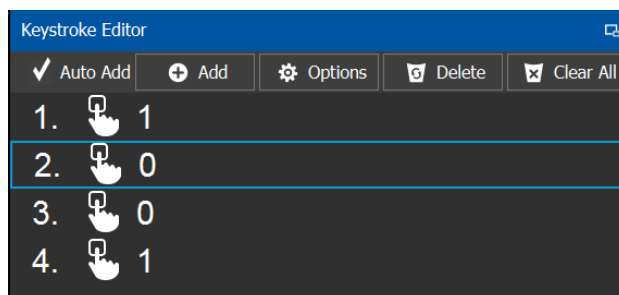 Keystroke Editor
Auto Add Add Options Delete Clear All
1. 1
2. 0
3. 0
4. 1